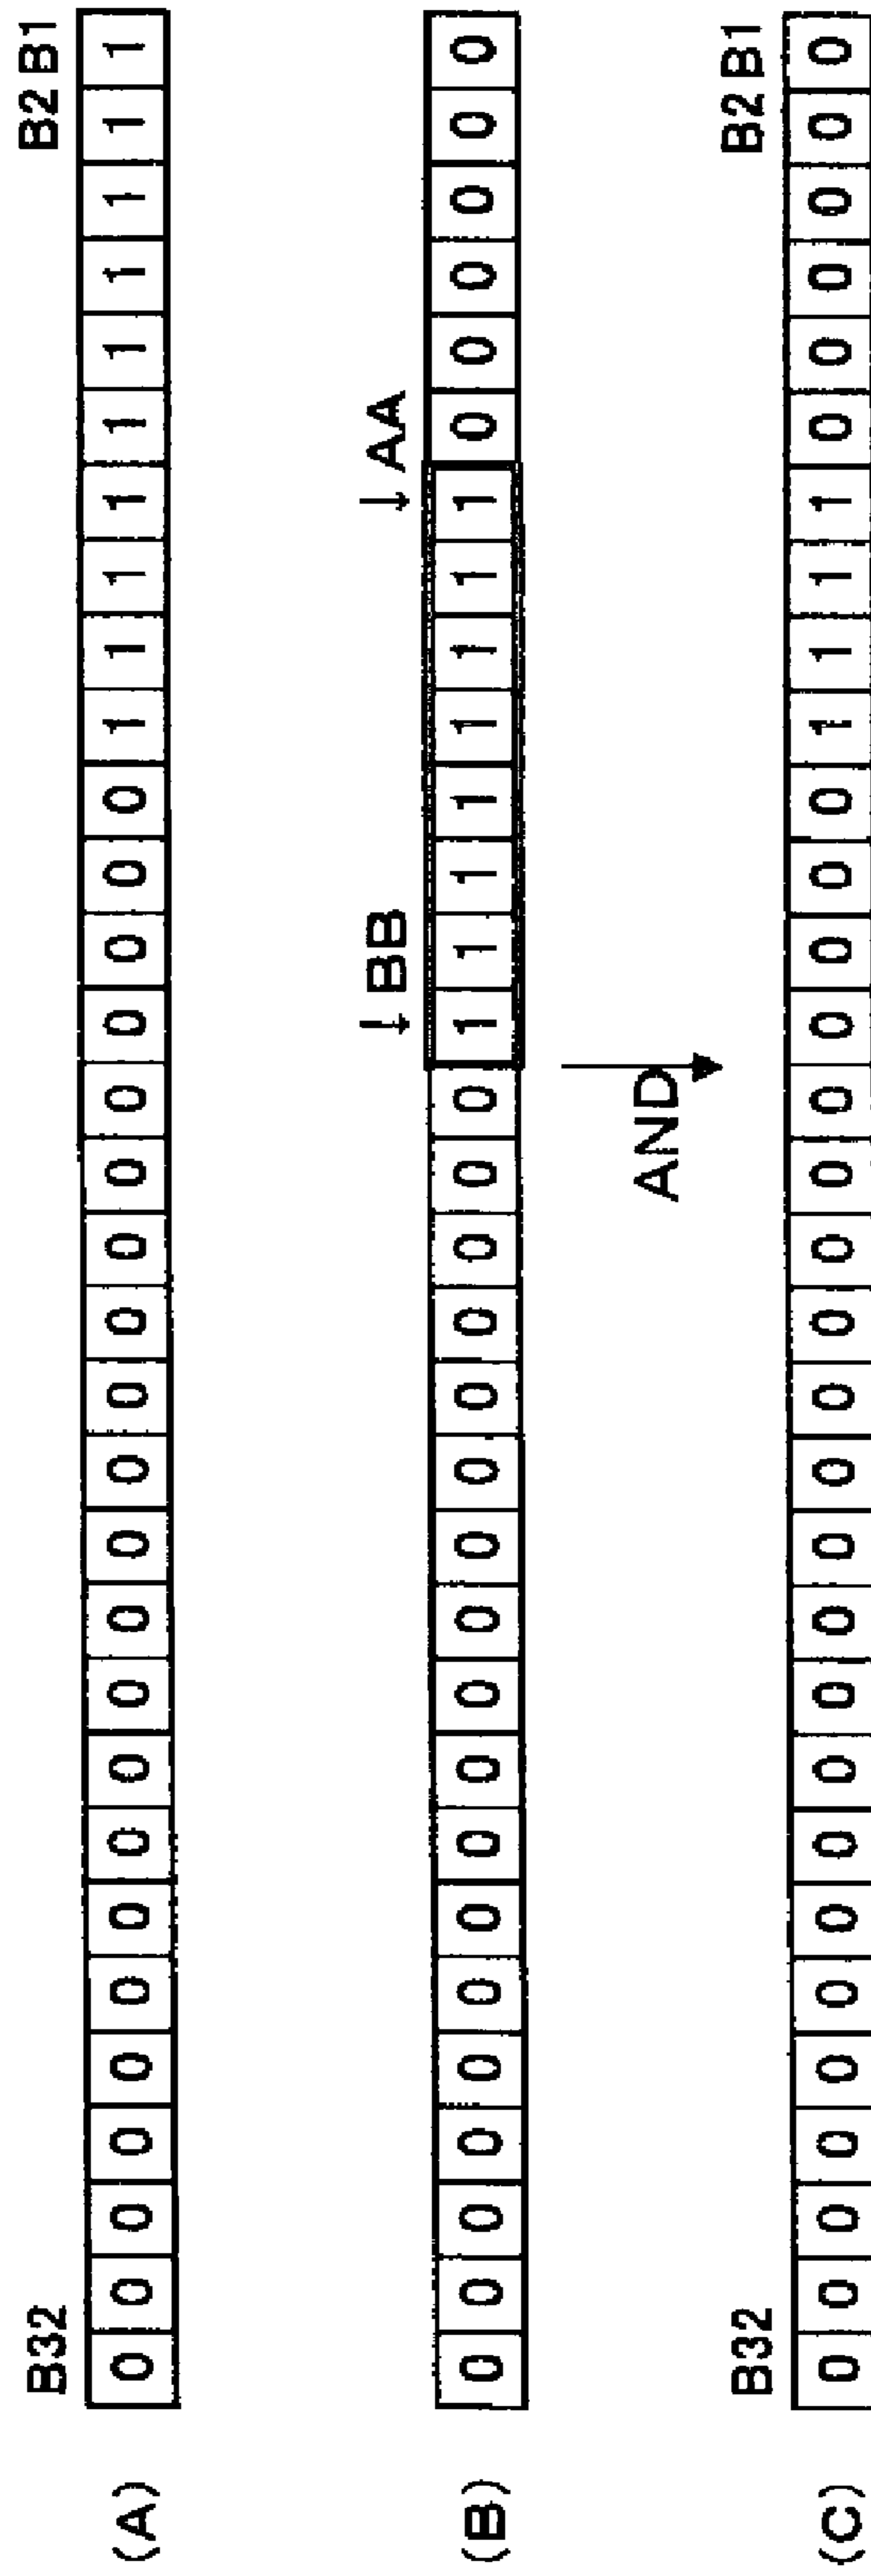 B32 B2 B1
(A) 0 0 0 0 0 0 0 0 0 0 0 0 0 0 0 0 0 0 0 0 0 0 1 1 1 1 1 1 1 1 1 1
↓BB ↓AA
(B) 0 0 0 0 0 0 0 0 0 0 0 0 0 0 0 0 0 0 1 1 1 1 1 1 1 1 0 0 0 0 0 0
AND
B32 B2 B1
(C) 0 0 0 0 0 0 0 0 0 0 0 0 0 0 0 0 0 0 0 0 0 0 1 1 1 1 0 0 0 0 0 0